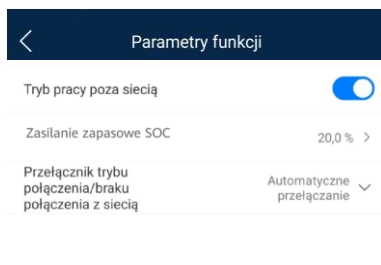 Parametry funkcji
Tryb pracy poza siecią
Zasilanie zapasowe SOC
20,0 %
Przełącznik trybu
połączenia/braku
połączenia z siecią
Automatyczne
przełączanie